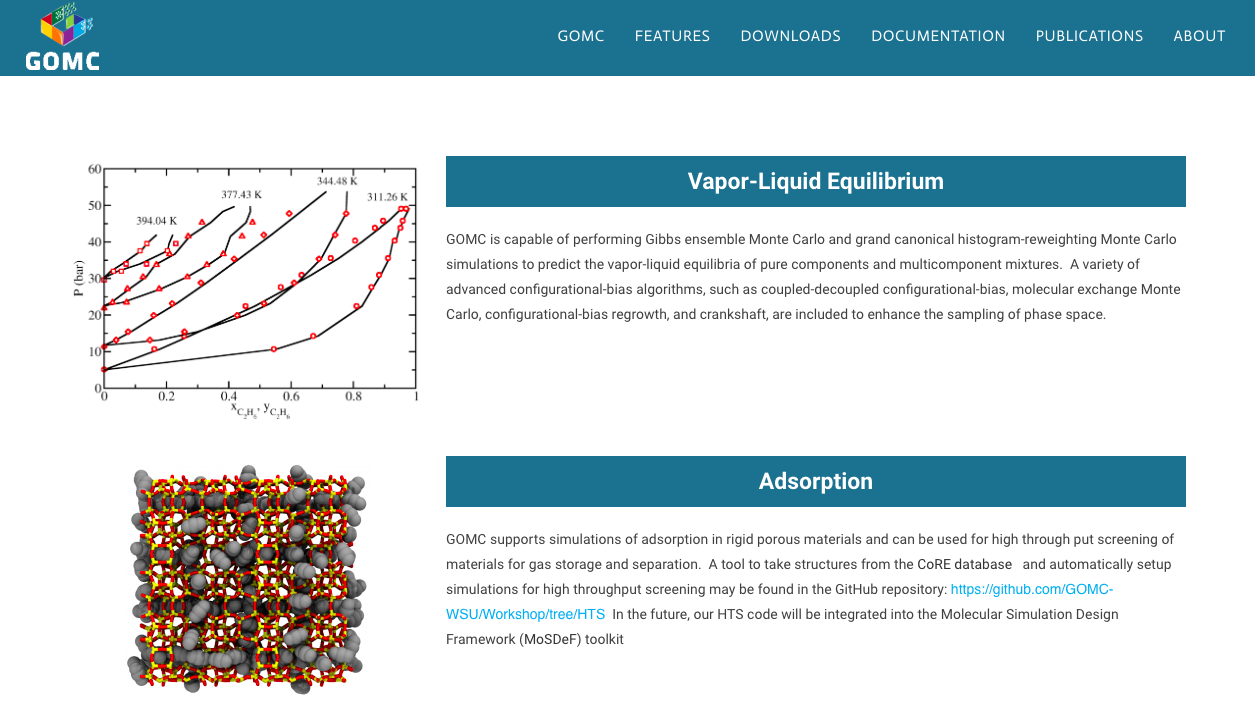 GOMC
GOMC FEATURES DOWNLOADS DOCUMENTATION PUBLICATIONS ABOUT
60
50
40
30
20
10
0
P (bar)
394.04 K
377.43 K
344.48 K
311.26 K
0 0.2 0.4 0.6 0.8 1
x C2H6, y C2H6
Vapor-Liquid Equilibrium
GOMC is capable of performing Gibbs ensemble Monte Carlo and grand canonical histogram-reweighting Monte Carlo
simulations to predict the vapor-liquid equilibria of pure components and multicomponent mixtures. A variety of
advanced configurational-bias algorithms, such as coupled-decoupled configurational-bias, molecular exchange Monte
Carlo, configurational-bias regrowth, and crankshaft, are included to enhance the sampling of phase space.
Adsorption
GOMC supports simulations of adsorption in rigid porous materials and can be used for high through put screening of
materials for gas storage and separation. A tool to take structures from the CoRE database and automatically setup
simulations for high throughput screening may be found in the GitHub repository: https://github.com/GOMC-
WSU/Workshop/tree/HTS In the future, our HTS code will be integrated into the Molecular Simulation Design
Framework (MoSDeF) toolkit